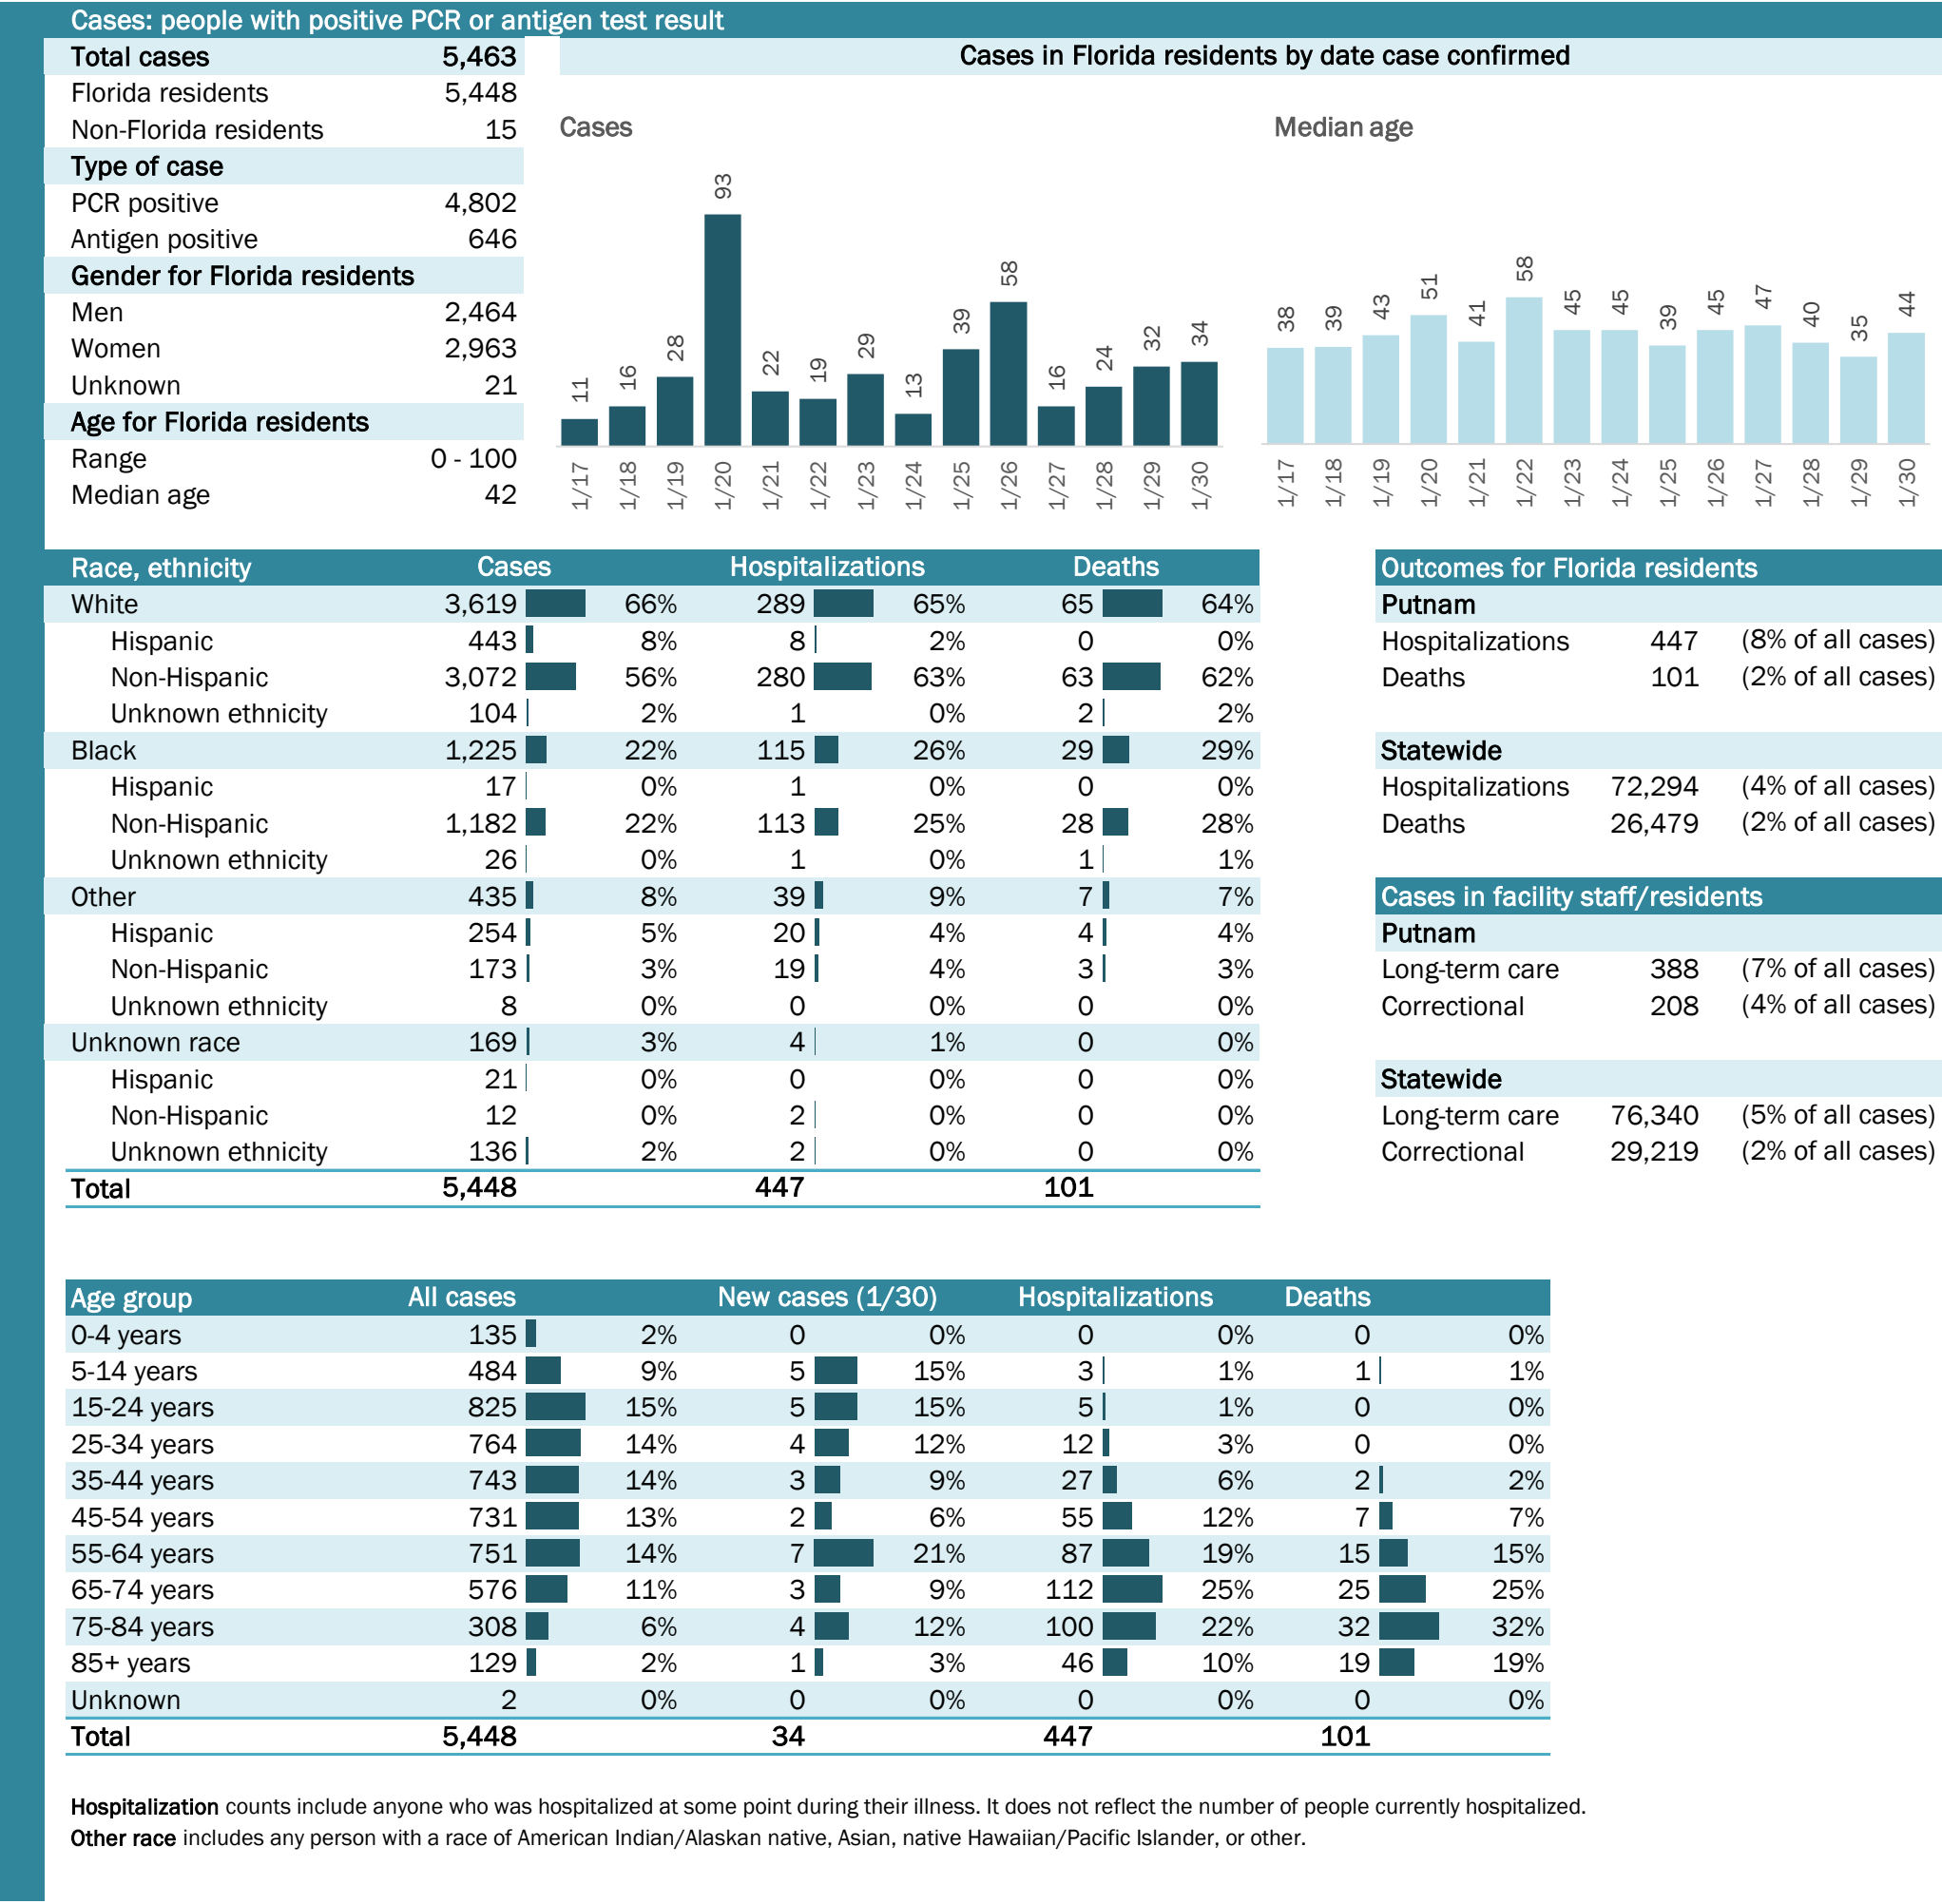 Cases: people with positive PCR or antigen test result
Total cases 5,463
Florida residents 5,448
Non-Florida residents 15
Type of case
PCR positive 4,802
Antigen positive 646
Gender for Florida residents
Men 2,464
Women 2,963
Unknown 21
Age for Florida residents
Range 0 - 100
Median age 42
Cases in Florida residents by date case confirmed
Cases
11 16 28 93 22 19 29 13 39 58 16 24 32 34
1/17 1/18 1/19 1/20 1/21 1/22 1/23 1/24 1/25 1/26 1/27 1/28 1/29 1/30
Median age
38 39 43 51 41 58 45 45 39 45 47 40 35 44
1/17 1/18 1/19 1/20 1/21 1/22 1/23 1/24 1/25 1/26 1/27 1/28 1/29 1/30
Race, ethnicity Cases Hospitalizations Deaths
White 3,619 66% 289 65% 65 64%
Hispanic 443 8% 8 2% 0 0%
Non-Hispanic 3,072 56% 280 63% 63 62%
Unknown ethnicity 104 2% 1 0% 2 2%
Black 1,225 22% 115 26% 29 29%
Hispanic 17 0% 1 0% 0 0%
Non-Hispanic 1,182 22% 113 25% 28 28%
Unknown ethnicity 26 0% 1 0% 1 1%
Other 435 8% 39 9% 7 7%
Hispanic 254 5% 20 4% 4 4%
Non-Hispanic 173 3% 19 4% 3 3%
Unknown ethnicity 8 0% 0 0% 0 0%
Unknown race 169 3% 4 1% 0 0%
Hispanic 21 0% 0 0% 0 0%
Non-Hispanic 12 0% 2 0% 0 0%
Unknown ethnicity 136 2% 2 0% 0 0%
Total 5,448 447 101
Outcomes for Florida residents
Putnam
Hospitalizations 447 (8% of all cases)
Deaths 101 (2% of all cases)
Statewide
Hospitalizations 72,294 (4% of all cases)
Deaths 26,479 (2% of all cases)
Cases in facility staff/residents
Putnam
Long-term care 388 (7% of all cases)
Correctional 208 (4% of all cases)
Statewide
Long-term care 76,340 (5% of all cases)
Correctional 29,219 (2% of all cases)
Age group All cases New cases (1/30) Hospitalizations Deaths
0-4 years 135 2% 0 0% 0 0% 0 0%
5-14 years 484 9% 5 15% 3 1% 1 1%
15-24 years 825 15% 5 15% 5 1% 0 0%
25-34 years 764 14% 4 12% 12 3% 0 0%
35-44 years 743 14% 3 9% 27 6% 2 2%
45-54 years 731 13% 2 6% 55 12% 7 7%
55-64 years 751 14% 7 21% 87 19% 15 15%
65-74 years 576 11% 3 9% 112 25% 25 25%
75-84 years 308 6% 4 12% 100 22% 32 32%
85+ years 129 2% 1 3% 46 10% 19 19%
Unknown 2 0% 0 0% 0 0% 0 0%
Total 5,448 34 447 101
Hospitalization counts include anyone who was hospitalized at some point during their illness. It does not reflect the number of people currently hospitalized.
Other race includes any person with a race of American Indian/Alaskan native, Asian, native Hawaiian/Pacific Islander, or other.